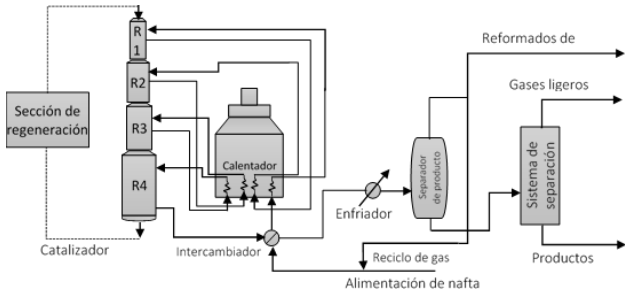 R
1
Reformados de
R2
Gases ligeros
Sección de
regeneración
R3
Calentador
Separador
de producto
Sistema de
separación
R4
Enfriador
Catalizador
Intercambiador
Reciclo de gas
Productos
Alimentación de nafta